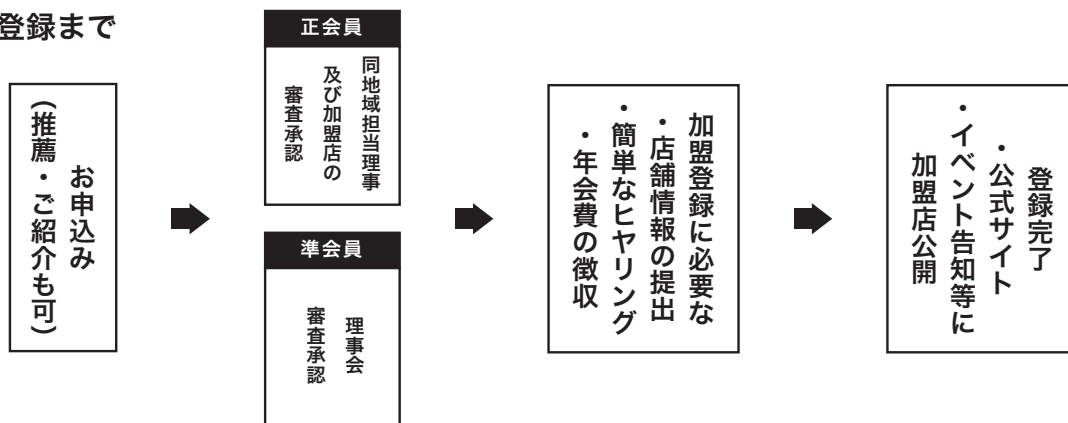 登録まで
お申込み
(推薦・ご紹介も可)
正会員
同地域担当理事
及び加盟店の
審査承認
準会員
理事会
審査承認
加盟登録に必要な
・店舗情報の提出
・簡単なヒヤリング
・年会費の徴収
登録完了
・公式サイト
・イベント告知等に
加盟店公開